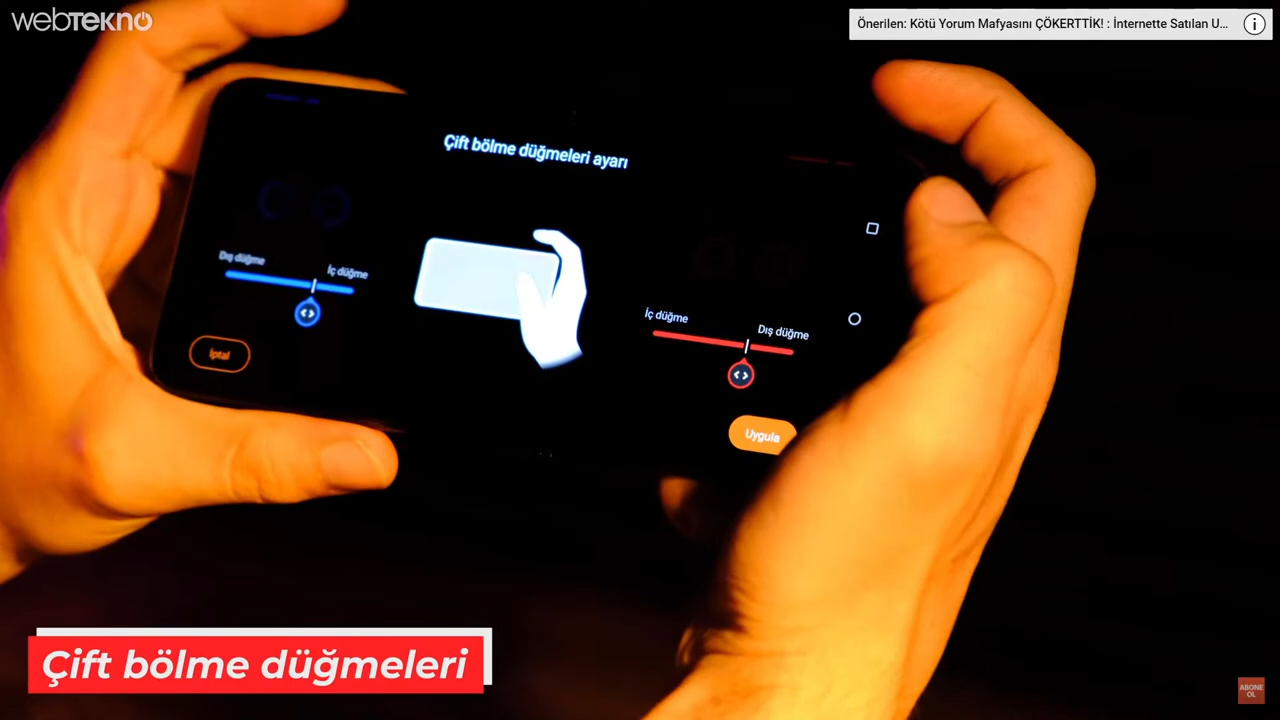 webTEKNO
Önerilen: Kötü Yorum Mafyasını ÇÖKERTTİK! : İnternette Satılan U...
Çift bölme düğmeleri ayarı
Dış düğme
İç düğme
İç düğme
Dış düğme
İptal
Uygula
Çift bölme düğmeleri
ABONE
OL